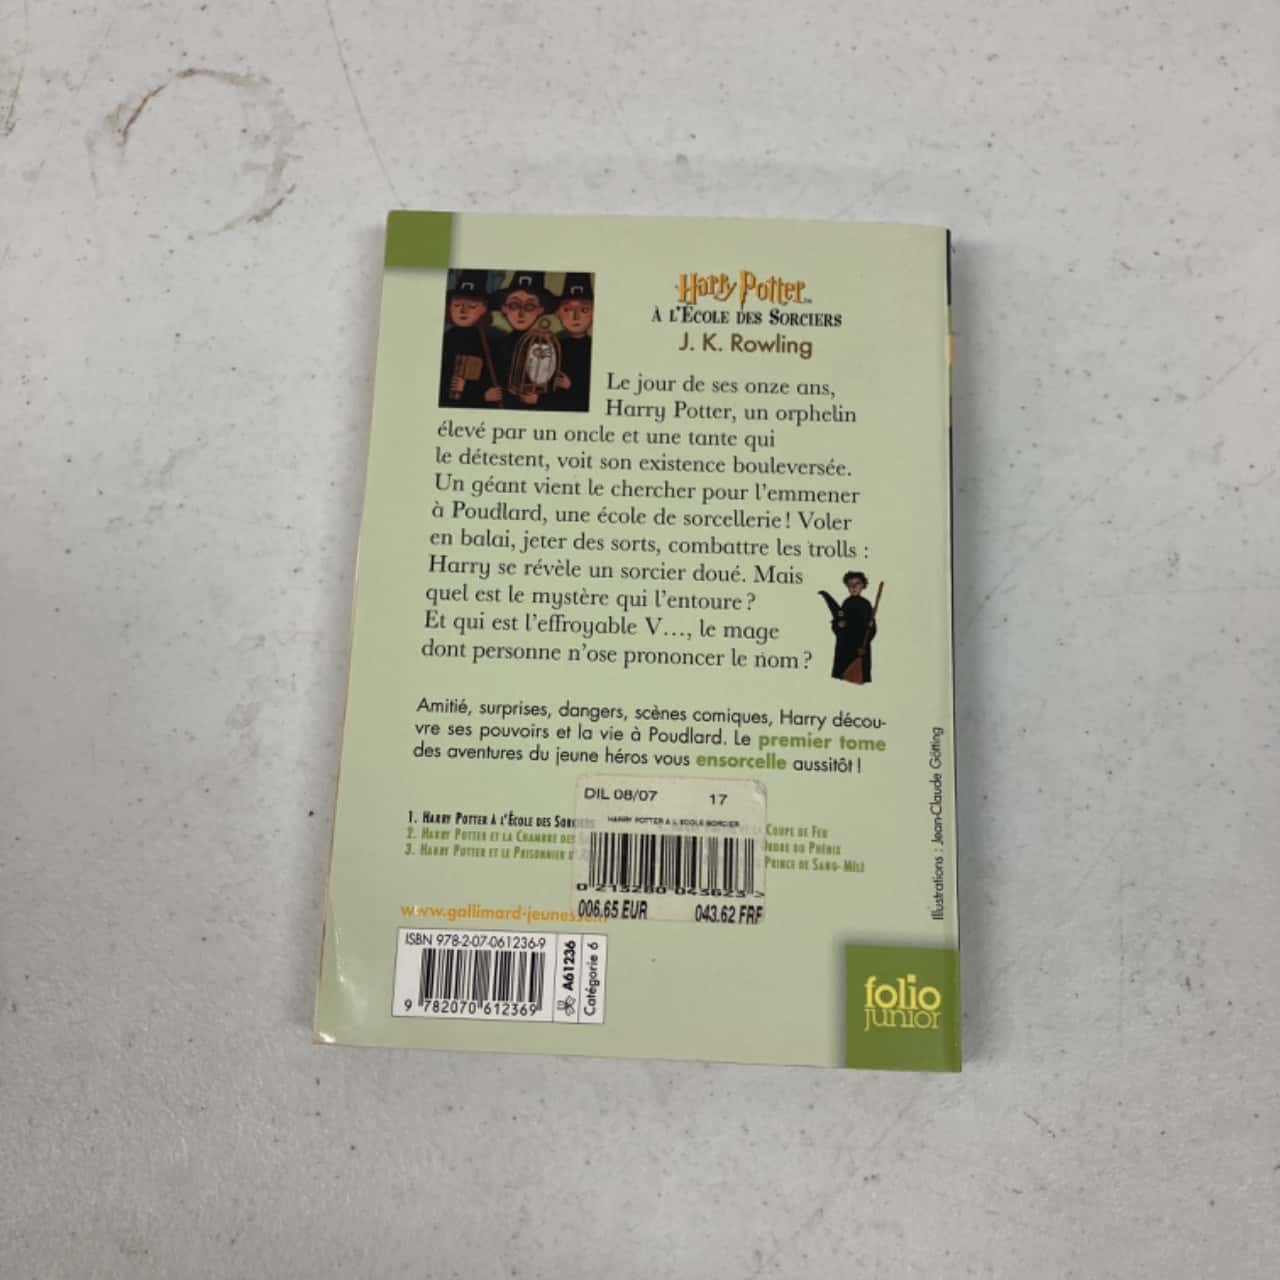 Harry Potter
À L'ÉCOLE DES SORCIERS
J. K. Rowling
Le jour de ses onze ans,
Harry Potter, un orphelin
élevé par un oncle et une tante qui
le détestent, voit son existence bouleversée.
Un géant vient le chercher pour l'emmener
à Poudlard, une école de sorcellerie ! Voler
en balai, jeter des sorts, combattre les trolls :
Harry se révèle un sorcier doué. Mais
quel est le mystère qui l'entoure ?
Et qui est l'effroyable V..., le mage
dont personne n'ose prononcer le nom ?
Amitié, surprises, dangers, scènes comiques, Harry décou-
vre ses pouvoirs et la vie à Poudlard. Le premier tome
des aventures du jeune héros vous ensorcelle aussitôt !
Illustrations : Jean-Claude Götting
DIL 08/07 17
HARRY POTTER A L ECOLE SORCIER
0 213280 043623 >
006.65 EUR 043.62 FRF
1. HARRY POTTER À L'ÉCOLE DES
2. HARRY POTTER ET LA CHAMBRE DES
3. HARRY POTTER ET LE PRISONNIER
COUPE DE FEU
ORDRE DU PHÉNIX
PRINCE DE SANG-MÊLÉ
www.gallimard-jeunesse
ISBN 978-2-07-061236-9
9 782070 612369
A61236
Catégorie 6
folio
JUNIOR